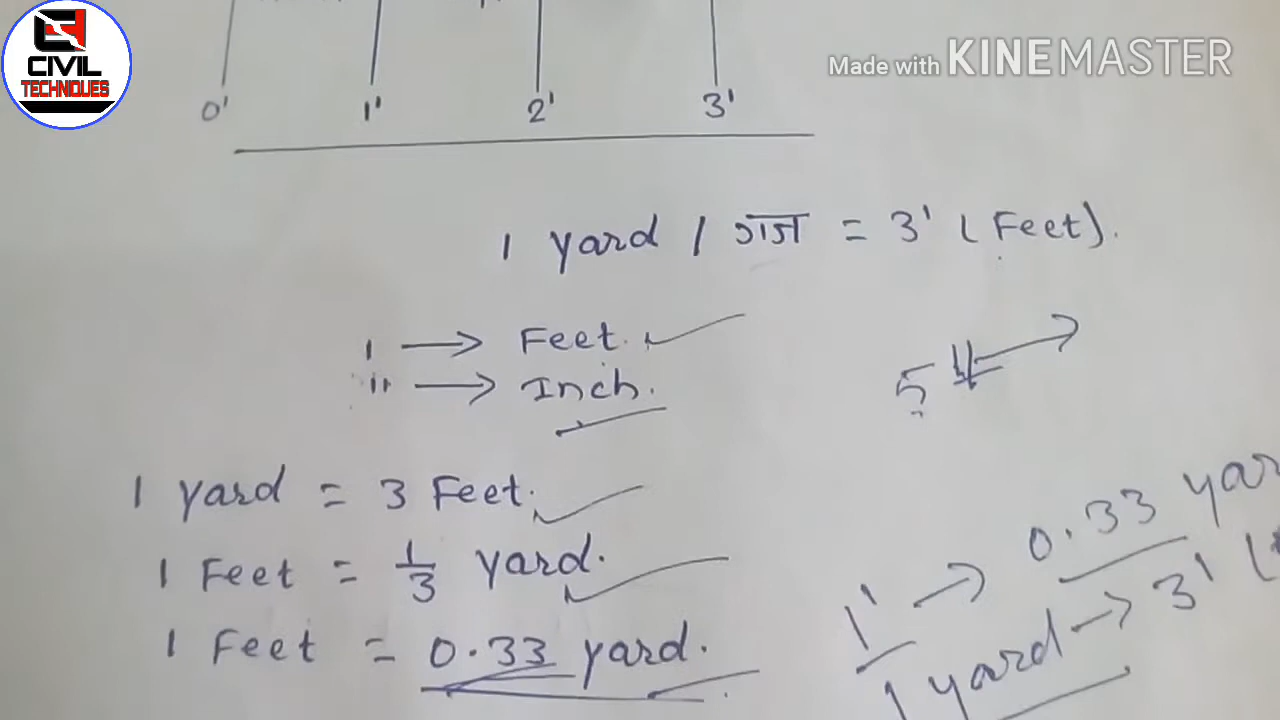 CIVIL
TECHNIQUES
Made with KINEMASTER
0' 1' 2' 3'
1 yard / गज = 3' (Feet).
' → Feet.
" → Inch.
5"
1 yard = 3 Feet.
1 Feet = 1/3 yard.
1 Feet = 0.33 yard.
1' → 0.33 yar
1 yard → 3' (